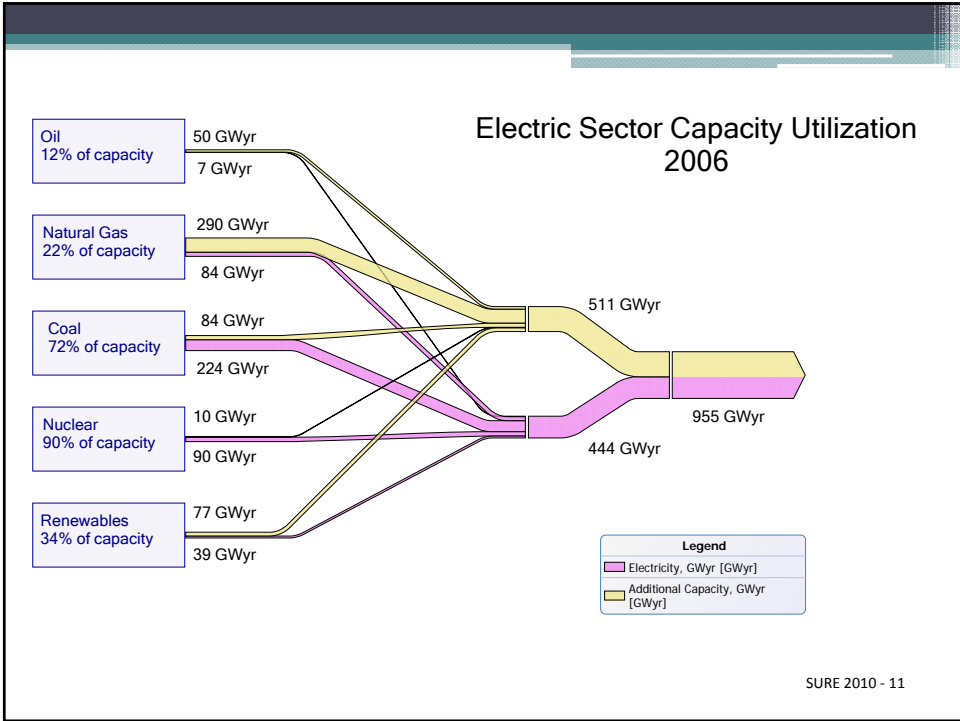 Electric Sector Capacity Utilization
2006
Oil
12% of capacity
50 GWyr
7 GWyr
Natural Gas
22% of capacity
290 GWyr
84 GWyr
Coal
72% of capacity
84 GWyr
224 GWyr
Nuclear
90% of capacity
10 GWyr
90 GWyr
Renewables
34% of capacity
77 GWyr
39 GWyr
511 GWyr
444 GWyr
955 GWyr
Legend
Electricity, GWyr [GWyr]
Additional Capacity, GWyr
[GWyr]
SURE 2010 - 11